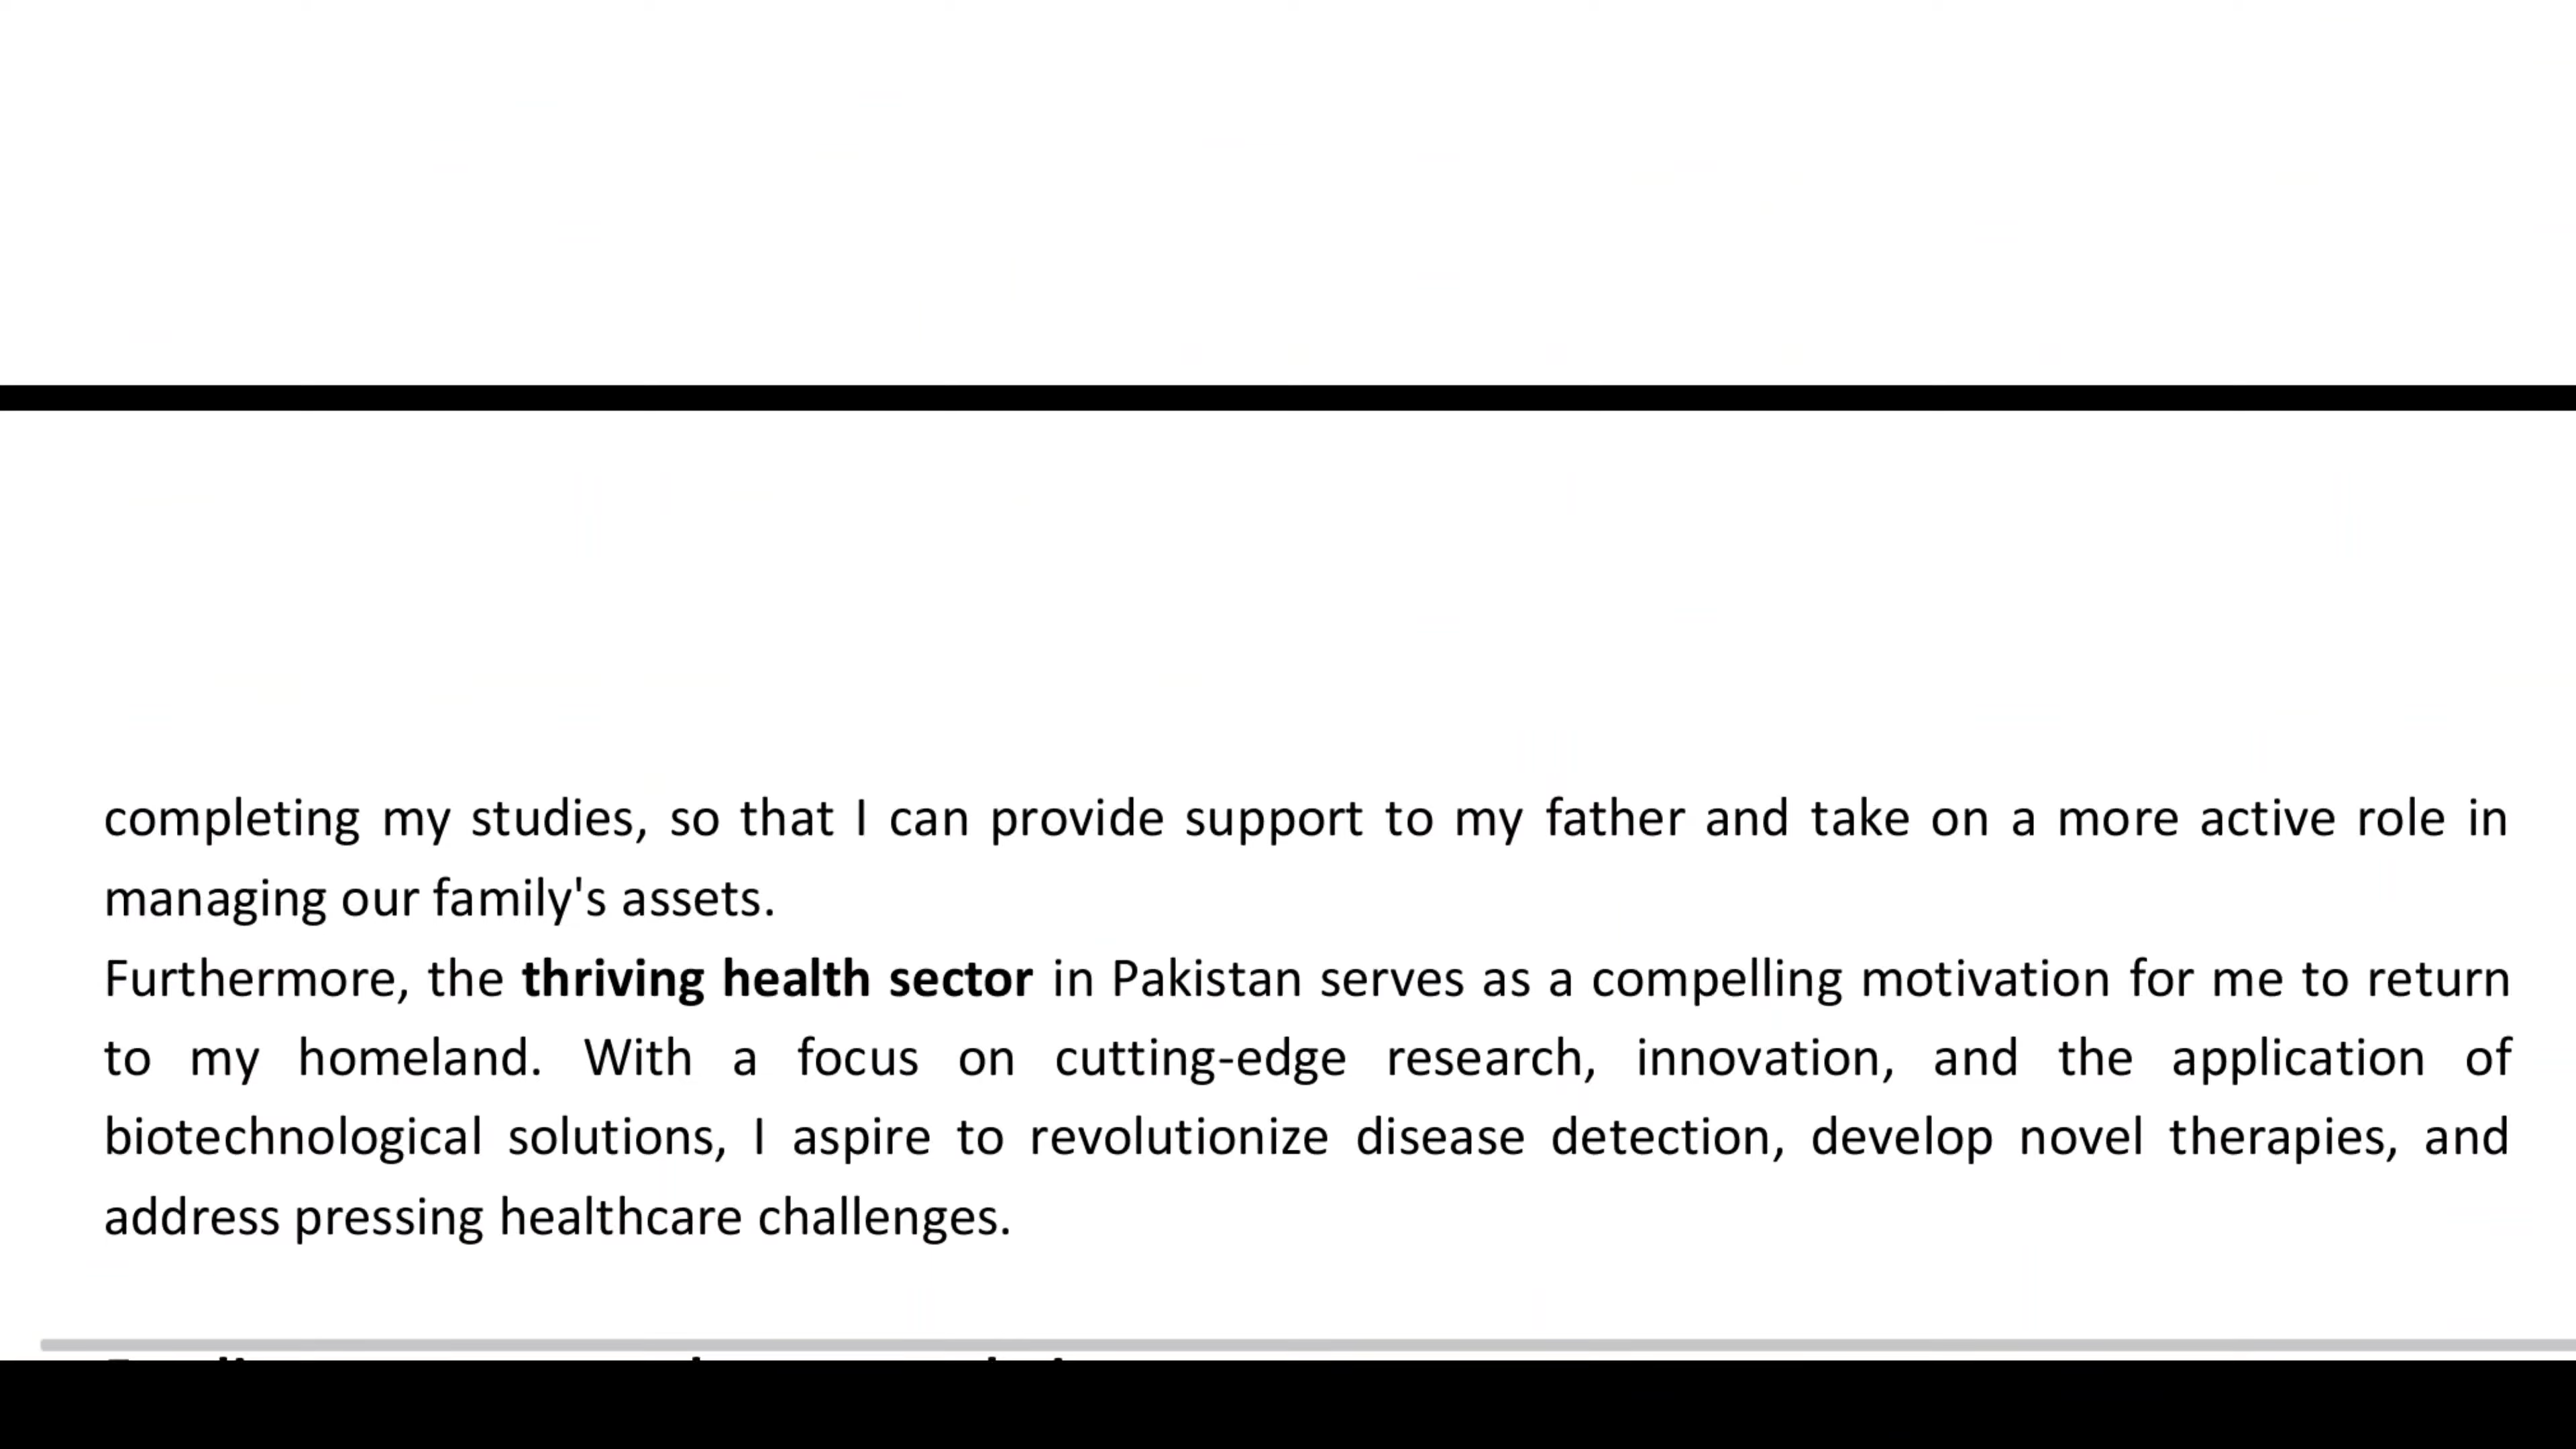 completing my studies, so that I can provide support to my father and take on a more active role in
managing our family's assets.
Furthermore, the thriving health sector in Pakistan serves as a compelling motivation for me to return
to my homeland. With a focus on cutting-edge research, innovation, and the application of
biotechnological solutions, I aspire to revolutionize disease detection, develop novel therapies, and
address pressing healthcare challenges.